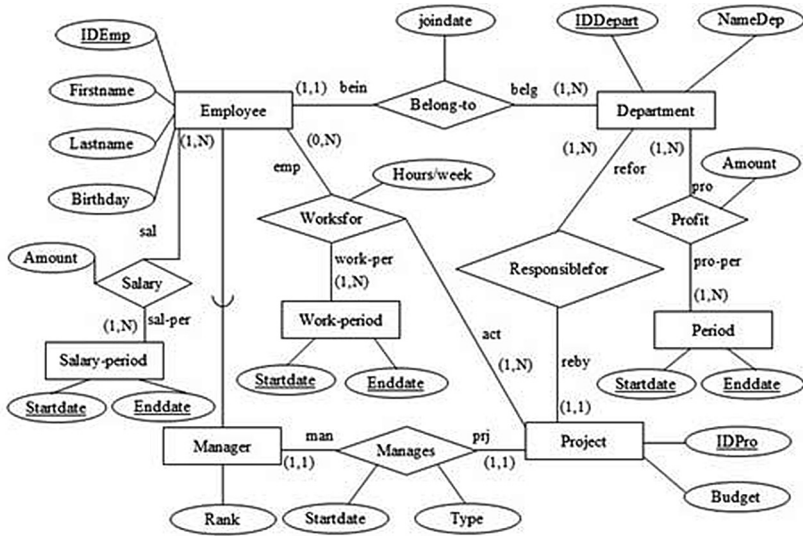 joindate
IDDepart
NameDep
IDEmp
Firstname
Lastname
Birthday
Employee
(1,1)
bein
Belong-to
belg
(1,N)
Department
(1,N)
(0,N)
(1,N)
(1,N)
emp
refor
pro
Hours/week
Amount
Worksfor
Profit
sal
Amount
Salary
work-per
(1,N)
Responsiblefor
pro-per
(1,N)
(1,N)
sal-per
Work-period
act
Period
Salary-period
Startdate
Enddate
(1,N)
reby
Startdate
Enddate
Startdate
Enddate
(1,1)
Manager
man
(1,1)
Manages
prj
(1,1)
Project
IDPro
Rank
Startdate
Type
Budget